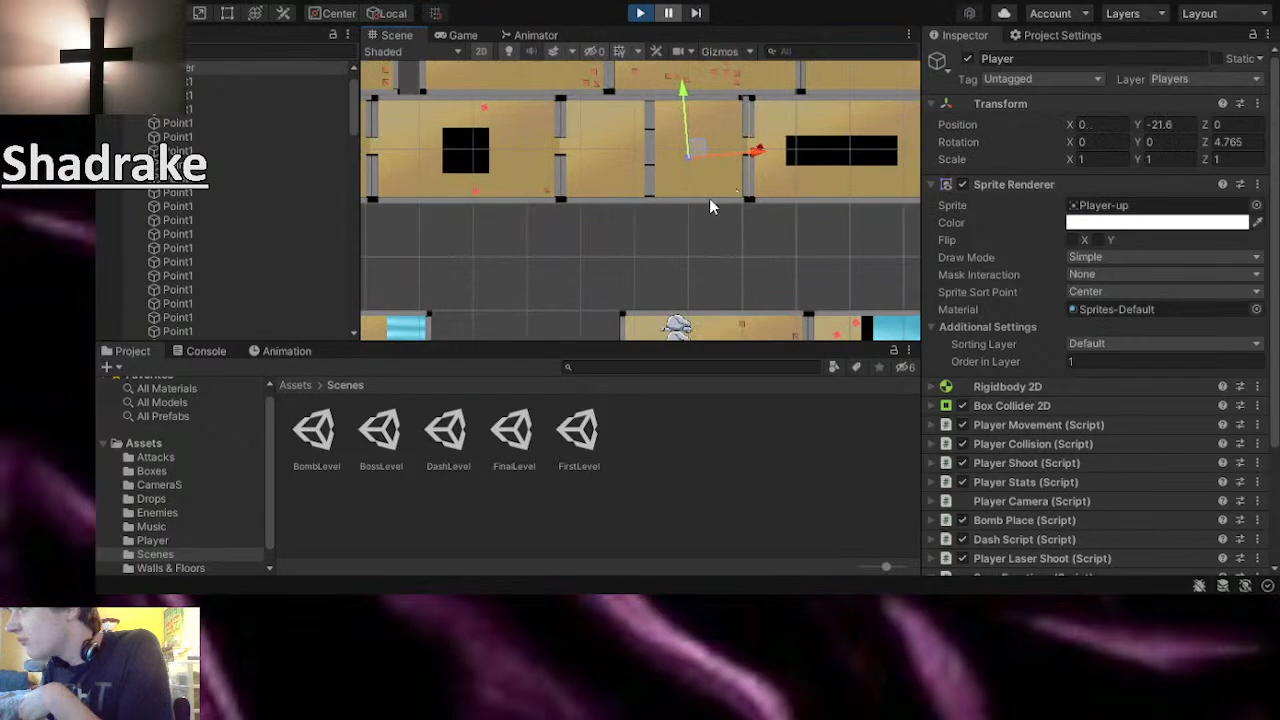 Center Local Account Layers Layout
Scene Game Animator Inspector Project Settings
Shaded 2D Gizmos All
Player Static
Tag Untagged Layer Players
Transform
Position X 0.. Y -21.6 Z 0
Rotation X 0 Y 0 Z 4.765
Scale X 1 Y 1 Z 1
Sprite Renderer
Sprite Player-up
Color
Flip X Y
Draw Mode Simple
Mask Interaction None
Sprite Sort Point Center
Material Sprites-Default
Additional Settings
Sorting Layer Default
Order in Layer 1
Rigidbody 2D
Box Collider 2D
Player Movement (Script)
Player Collision (Script)
Player Shoot (Script)
Player Stats (Script)
Player Camera (Script)
Bomb Place (Script)
Dash Script (Script)
Player Laser Shoot (Script)
Shadrake
Point1
Point1
Point1
Point1
Point1
Point1
Point1
Point1
Point1
Point1
Point1
Point1
Project Console Animation
6
All Materials
All Models
All Prefabs
Assets
Attacks
Boxes
CameraS
Drops
Enemies
Music
Player
Scenes
Walls & Floors
Assets Scenes
BombLevel BossLevel DashLevel FinalLevel FirstLevel